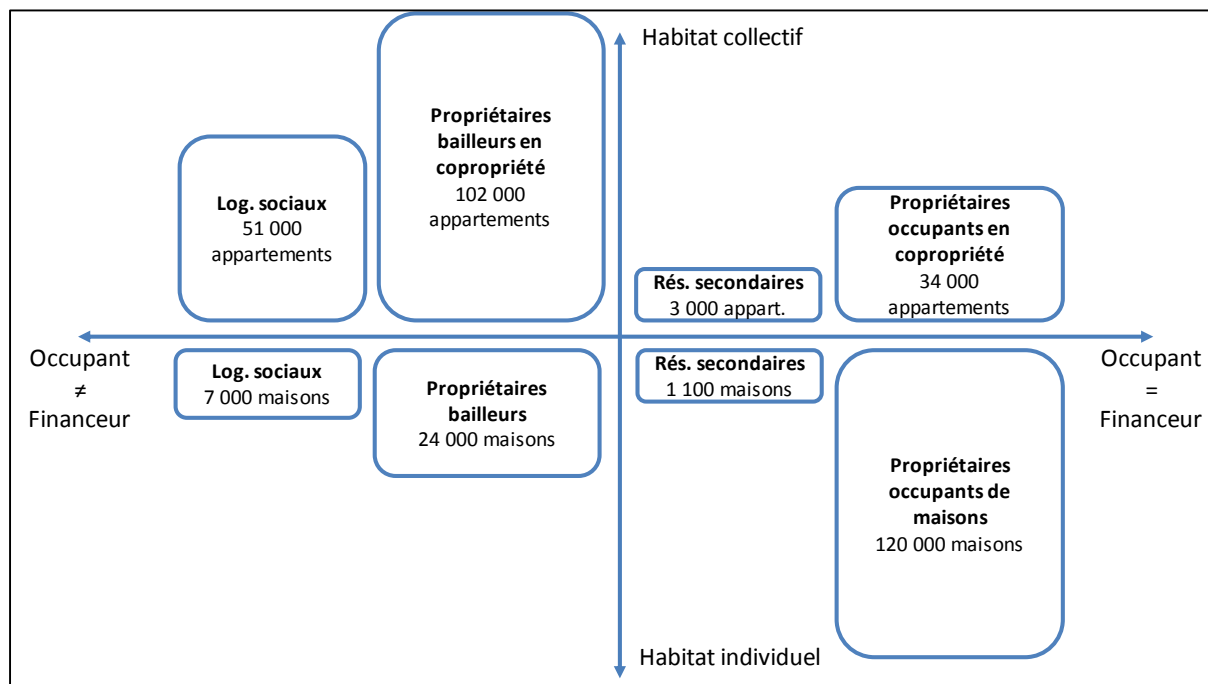 Habitat collectif
Propriétaires
bailleurs en
copropriété
102 000
appartements
Log. sociaux
51 000
appartements
Rés. secondaires
3 000 appart.
Propriétaires
occupants en
copropriété
34 000
appartements
Occupant
≠
Financeur
Occupant
=
Financeur
Log. sociaux
7 000 maisons
Propriétaires
bailleurs
24 000 maisons
Rés. secondaires
1 100 maisons
Propriétaires
occupants de
maisons
120 000 maisons
Habitat individuel